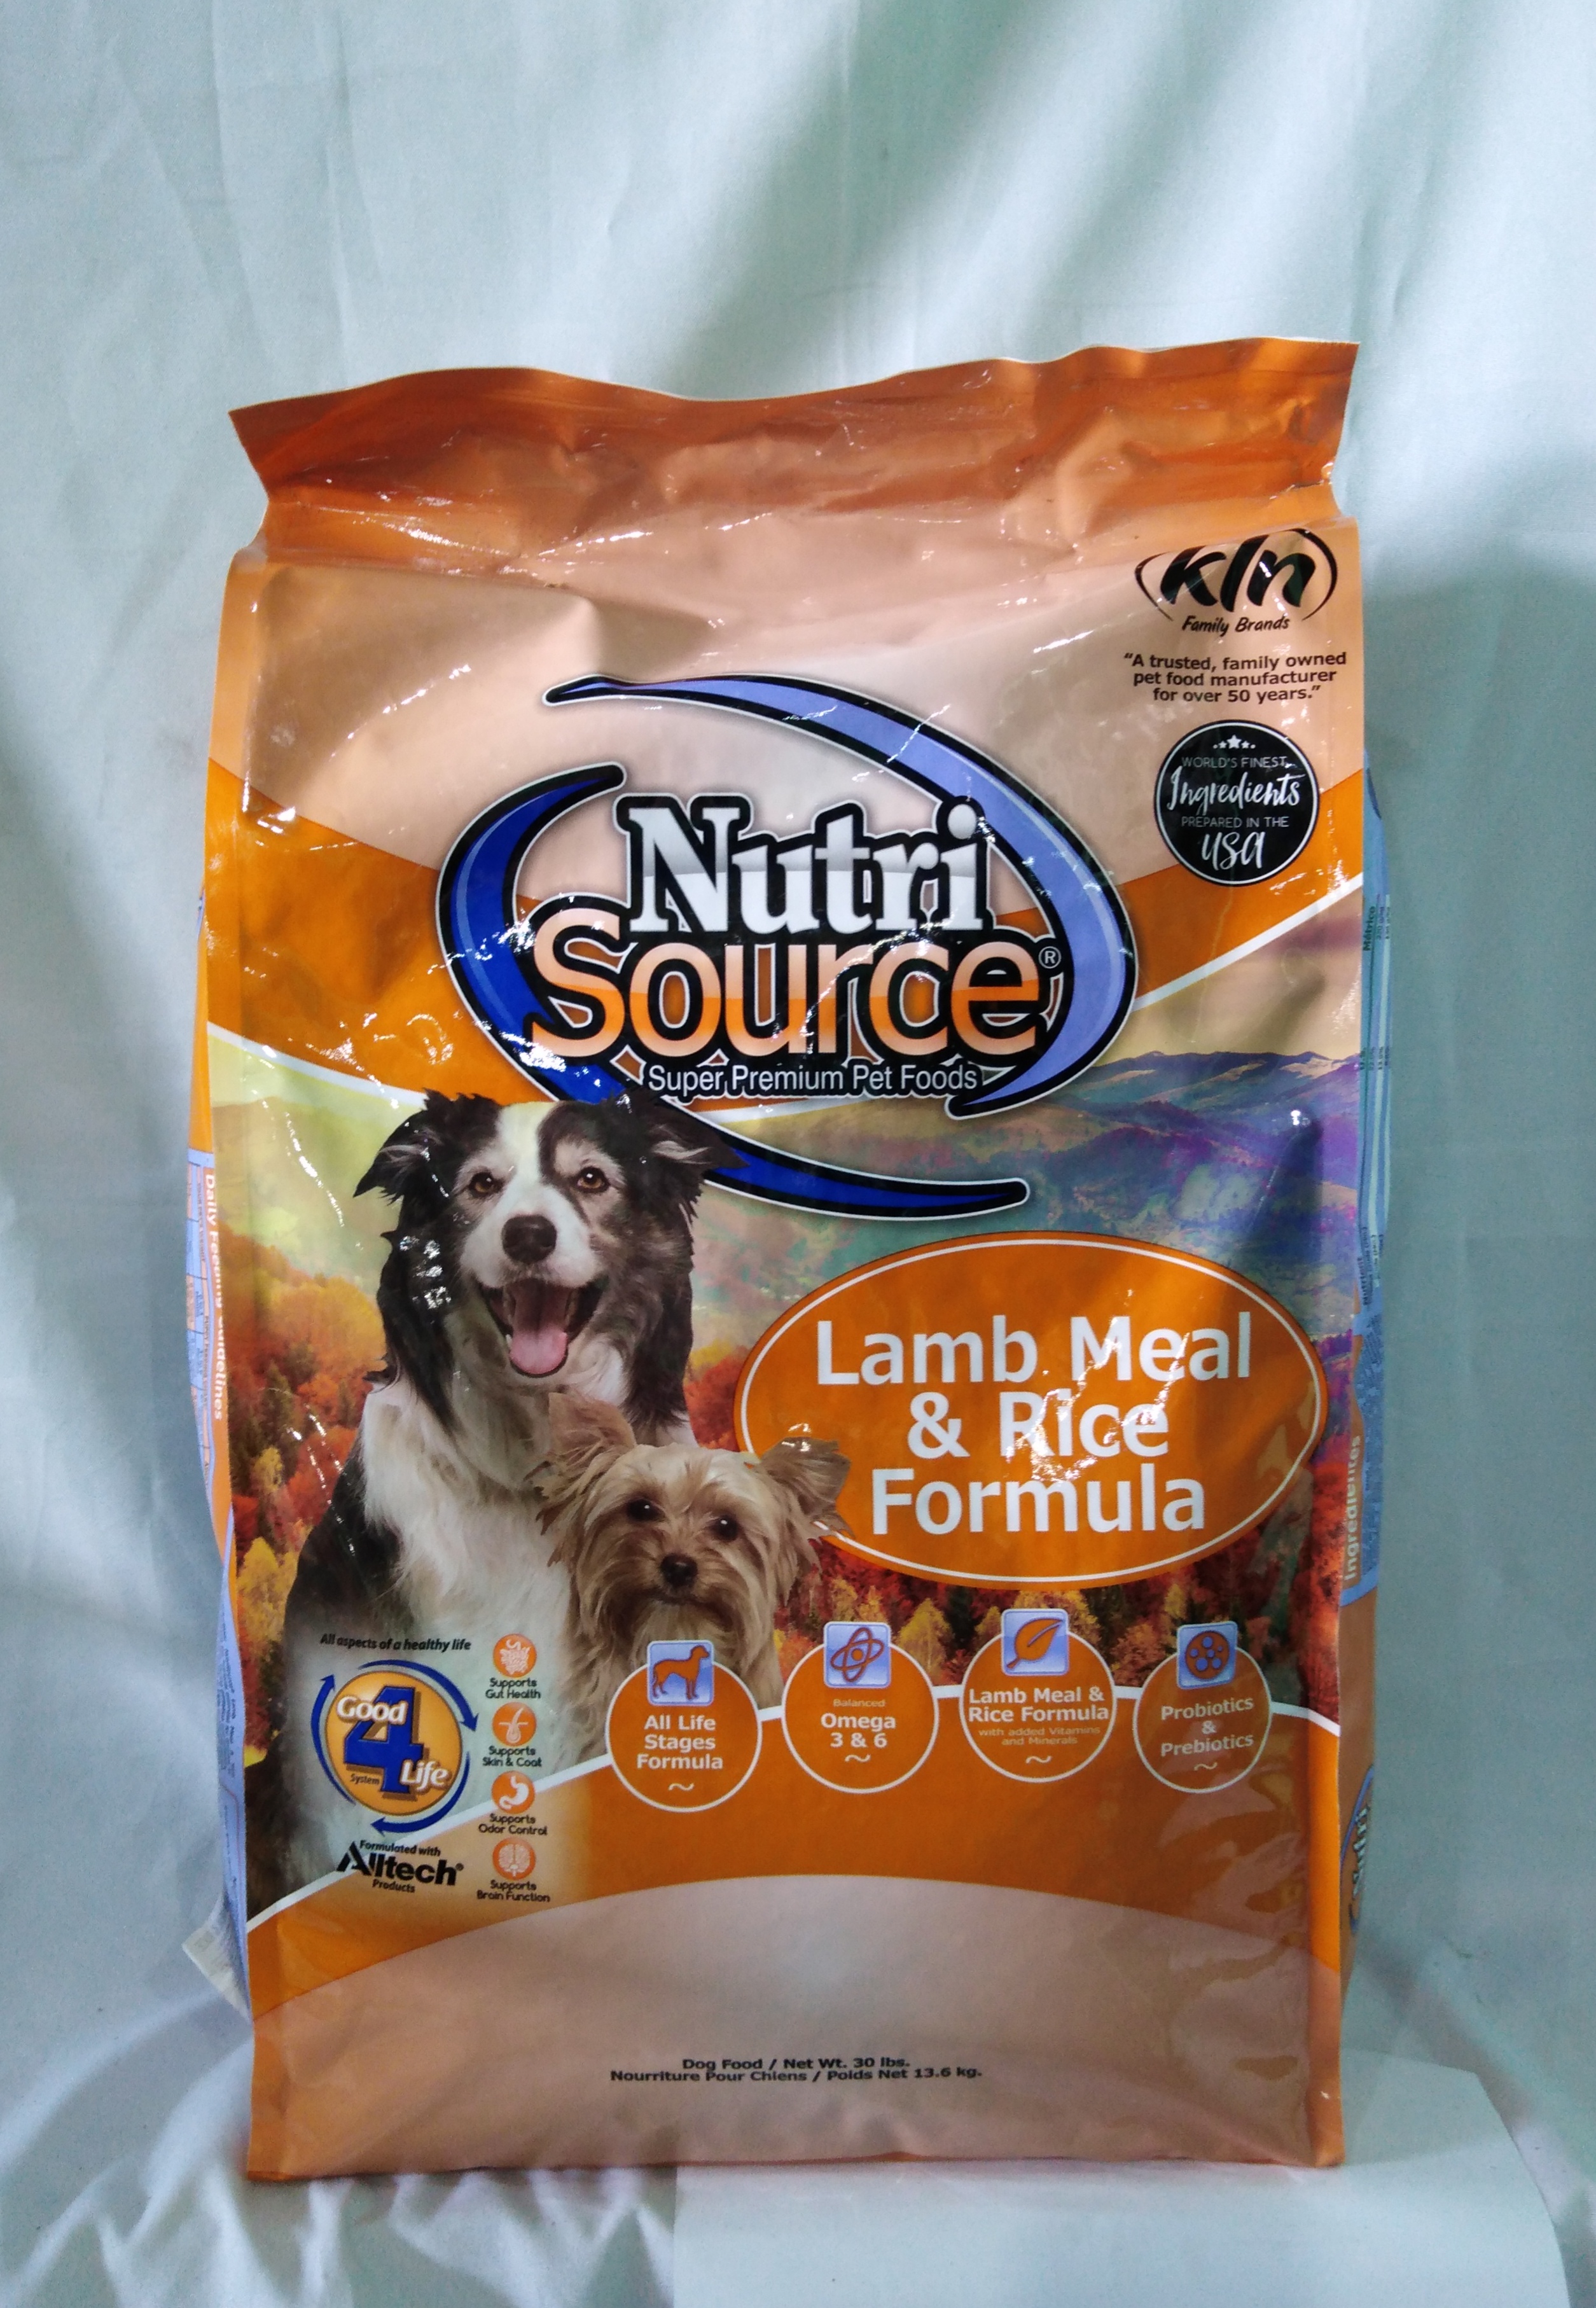 kln
Family Brands
"A trusted, family owned
pet food manufacturer
for over 50 years."
WORLD'S FINEST
Ingredients
PREPARED IN THE
USA
Nutri
Source®
Super Premium Pet Foods
Lamb Meal
& Rice
Formula
All aspects of a healthy life
Good
4
Life
System
Formulated with
Alltech®
Products
Supports
Gut Health
Supports
Skin & Coat
Supports
Odor Control
Supports
Brain Function
All Life
Stages
Formula
~
Balanced
Omega
3 & 6
~
Lamb Meal &
Rice Formula
with added Vitamins
and Minerals
~
Probiotics
&
Prebiotics
~
Dog Food / Net Wt. 30 lbs.
Nourriture Pour Chiens / Poids Net 13.6 kg.
Daily Feeding Guidelines
Ingredientes